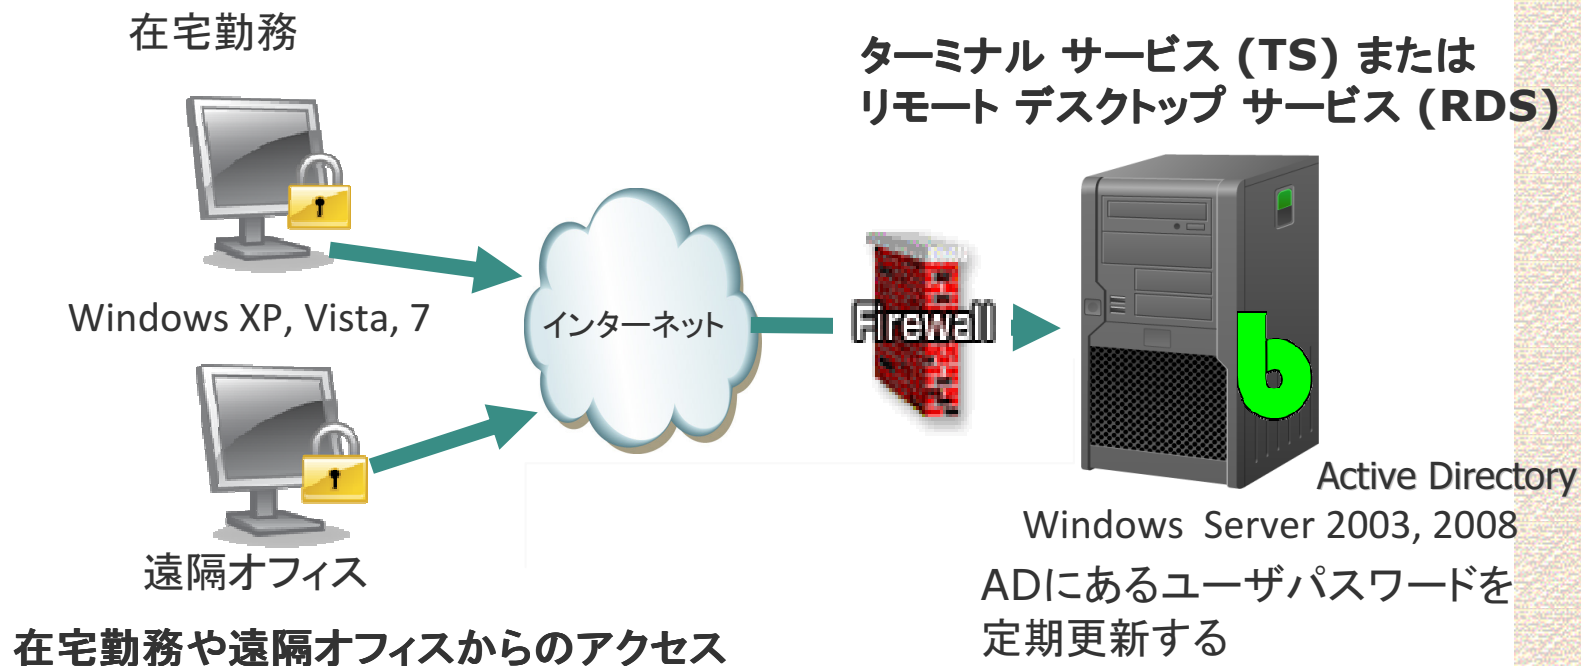 在宅勤務
ターミナル サービス (TS) または
リモート デスクトップ サービス (RDS)
Windows XP, Vista, 7
インターネット
Firewall
b
遠隔オフィス
Active Directory
Windows Server 2003, 2008
ADにあるユーザパスワードを
定期更新する
在宅勤務や遠隔オフィスからのアクセス